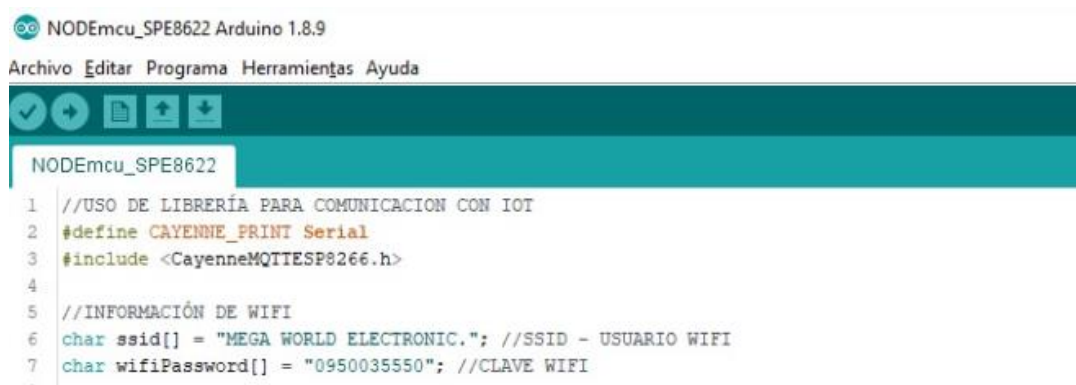 NODEmcu_SPE8622 Arduino 1.8.9
Archivo Editar Programa Herramientas Ayuda
NODEmcu_SPE8622
1 //USO DE LIBRERÍA PARA COMUNICACION CON IOT
2 #define CAYENNE_PRINT Serial
3 #include <CayenneMQTTESP8266.h>
4
5 //INFORMACIÓN DE WIFI
6 char ssid[] = "MEGA WORLD ELECTRONIC."; //SSID - USUARIO WIFI
7 char wifiPassword[] = "0950035550"; //CLAVE WIFI